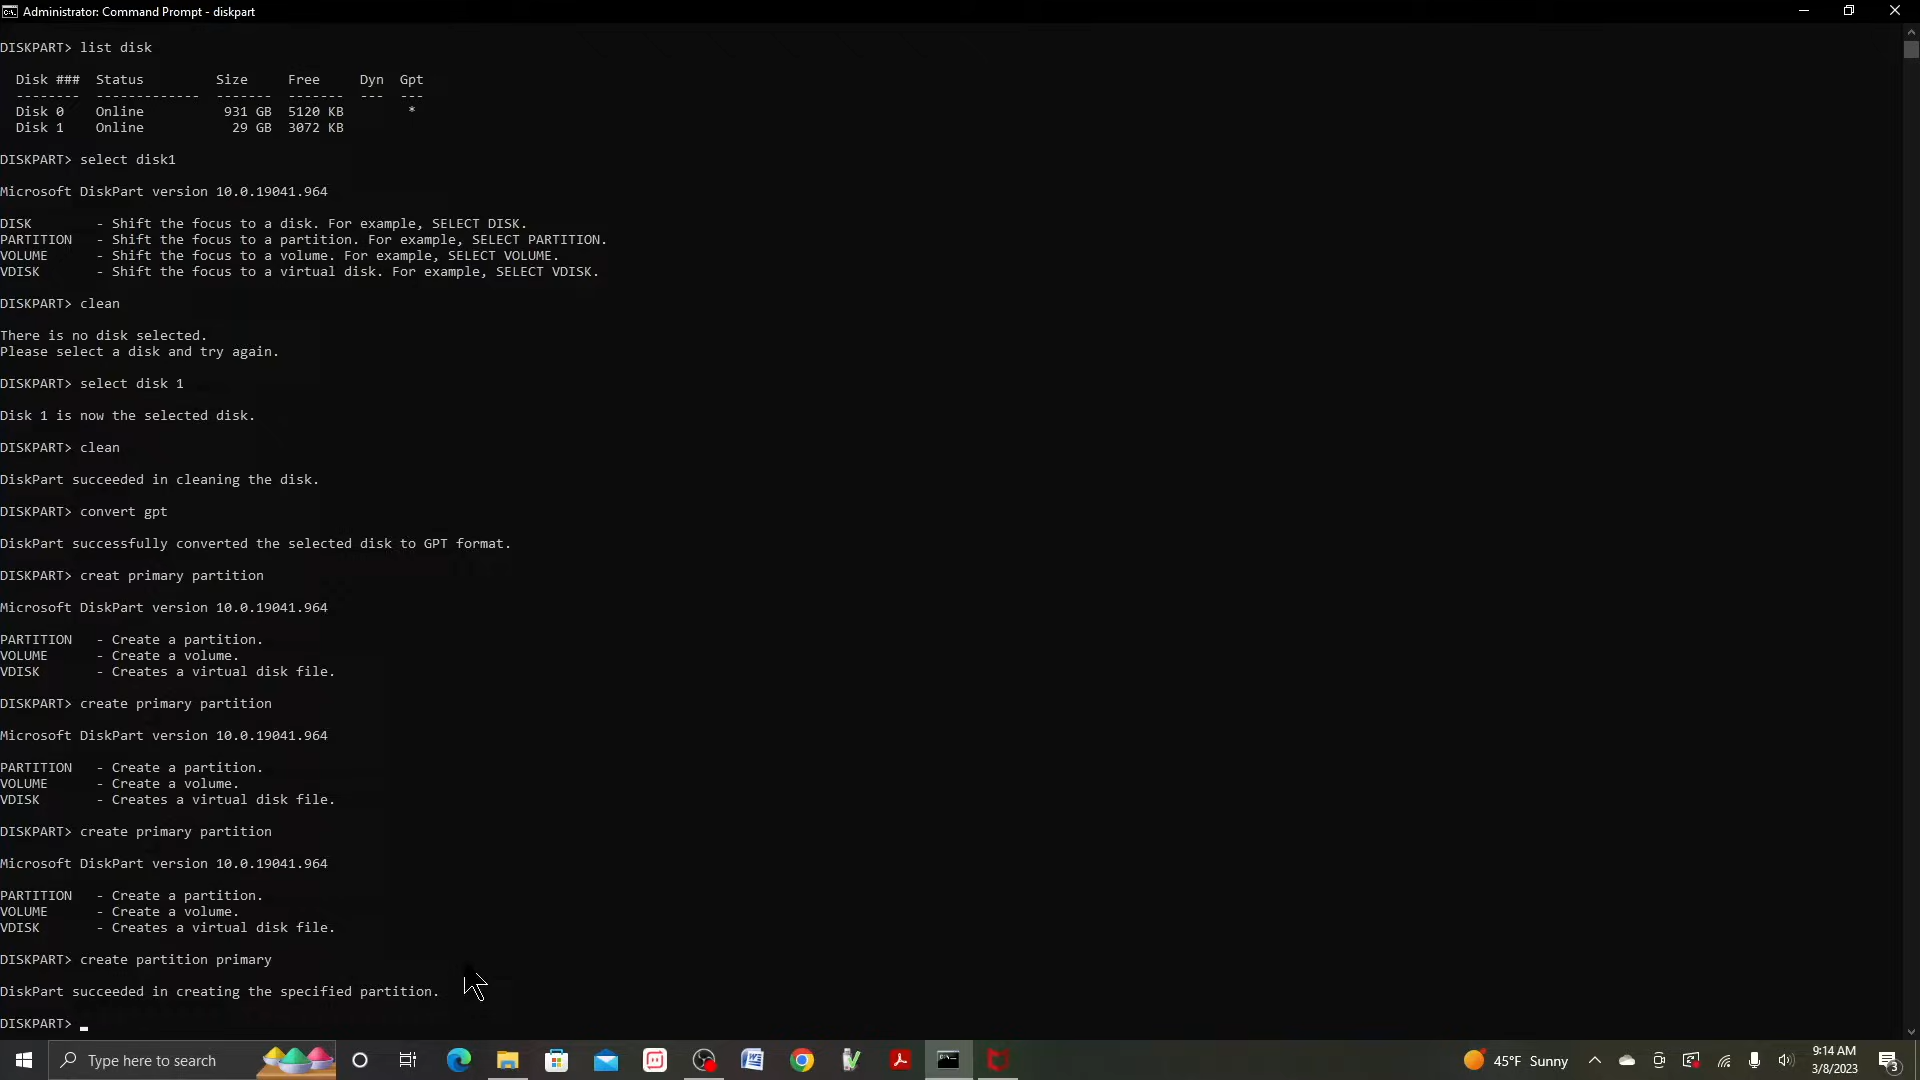 Administrator: Command Prompt - diskpart
DISKPART> list disk
Disk ###  Status         Size     Free     Dyn  Gpt
--------  -------------  -------  -------  ---  ---
Disk 0    Online          931 GB  5120 KB        *
Disk 1    Online           29 GB  3072 KB
DISKPART> select disk1
Microsoft DiskPart version 10.0.19041.964
DISK        - Shift the focus to a disk. For example, SELECT DISK.
PARTITION   - Shift the focus to a partition. For example, SELECT PARTITION.
VOLUME      - Shift the focus to a volume. For example, SELECT VOLUME.
VDISK       - Shift the focus to a virtual disk. For example, SELECT VDISK.
DISKPART> clean
There is no disk selected.
Please select a disk and try again.
DISKPART> select disk 1
Disk 1 is now the selected disk.
DISKPART> clean
DiskPart succeeded in cleaning the disk.
DISKPART> convert gpt
DiskPart successfully converted the selected disk to GPT format.
DISKPART> creat primary partition
Microsoft DiskPart version 10.0.19041.964
PARTITION   - Create a partition.
VOLUME      - Create a volume.
VDISK       - Creates a virtual disk file.
DISKPART> create primary partition
Microsoft DiskPart version 10.0.19041.964
PARTITION   - Create a partition.
VOLUME      - Create a volume.
VDISK       - Creates a virtual disk file.
DISKPART> create primary partition
Microsoft DiskPart version 10.0.19041.964
PARTITION   - Create a partition.
VOLUME      - Create a volume.
VDISK       - Creates a virtual disk file.
DISKPART> create partition primary
DiskPart succeeded in creating the specified partition.
DISKPART>
Type here to search
45°F Sunny
9:14 AM
3/8/2023
3